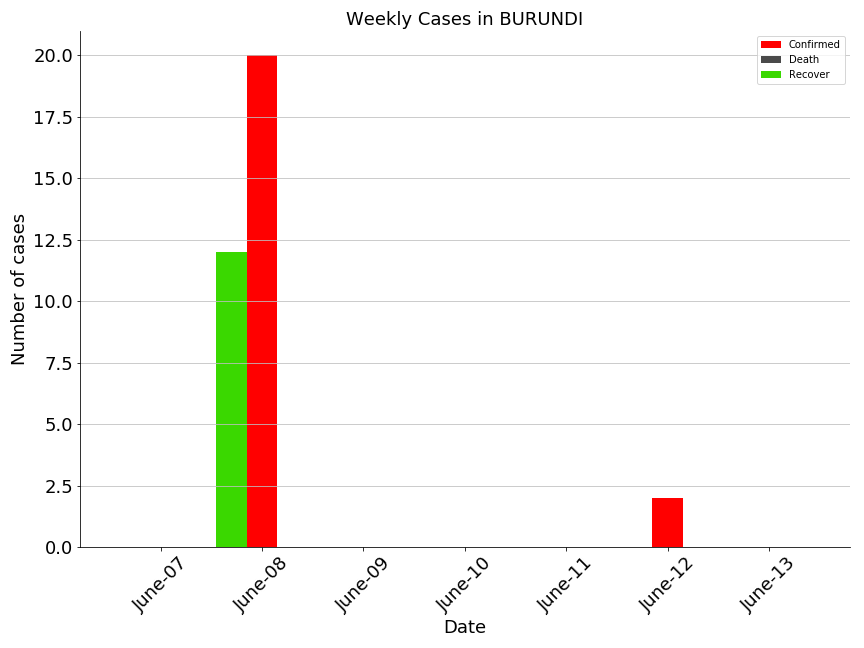 Weekly Cases in BURUNDI
Confirmed
Death
Recover
Number of cases
20.0
17.5
15.0
12.5
10.0
7.5
5.0
2.5
0.0
June-07
June-08
June-09
June-10
June-11
June-12
June-13
Date